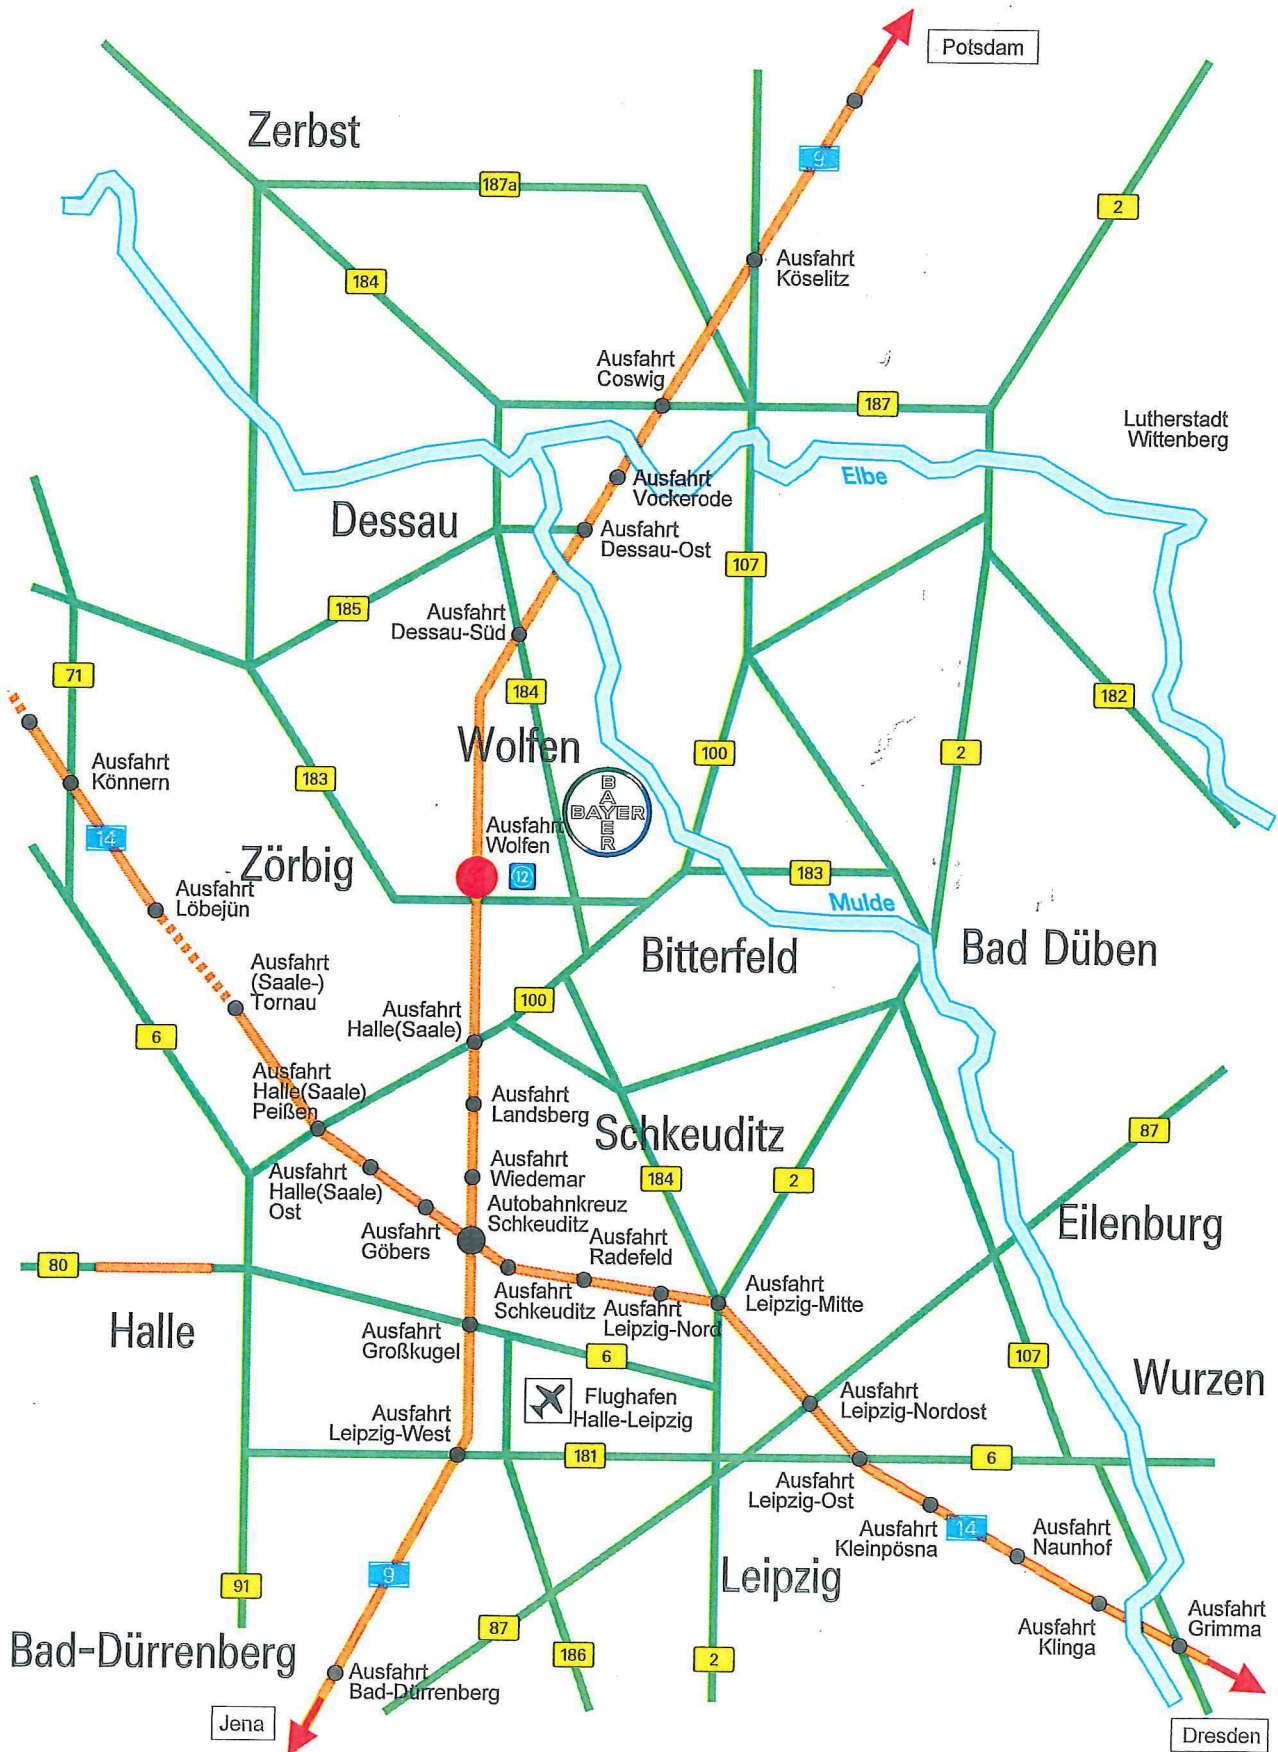 Potsdam
Zerbst
9
187a
2
Ausfahrt
Köselitz
184
Ausfahrt
Coswig
187
Lutherstadt
Wittenberg
Elbe
Ausfahrt
Vockerode
Dessau
Ausfahrt
Dessau-Ost
107
185
Ausfahrt
Dessau-Süd
71
184
182
Wolfen
100
2
Ausfahrt
Könnern
183
BAYER
BAYER
14
Ausfahrt
Wolfen
Zörbig
12
183
Ausfahrt
Löbejün
Mulde
Bitterfeld
Bad Düben
Ausfahrt
(Saale-)
Tornau
100
Ausfahrt
Halle(Saale)
6
Ausfahrt
Halle(Saale)
Peißen
Ausfahrt
Landsberg
Schkeuditz
87
Ausfahrt
Halle(Saale)
Ost
Ausfahrt
Wiedemar
184
2
Autobahnkreuz
Schkeuditz
Eilenburg
Ausfahrt
Göbers
Ausfahrt
Radefeld
80
Ausfahrt
Schkeuditz
Ausfahrt
Leipzig-Nord
Ausfahrt
Leipzig-Mitte
Halle
Ausfahrt
Großkugel
6
107
Wurzen
Flughafen
Halle-Leipzig
Ausfahrt
Leipzig-Nordost
Ausfahrt
Leipzig-West
181
6
Ausfahrt
Leipzig-Ost
Ausfahrt
Kleinpösna
14
Ausfahrt
Naunhof
9
91
Leipzig
Ausfahrt
Klinga
Ausfahrt
Grimma
87
186
2
Bad-Dürrenberg
Ausfahrt
Bad-Dürrenberg
Jena
Dresden